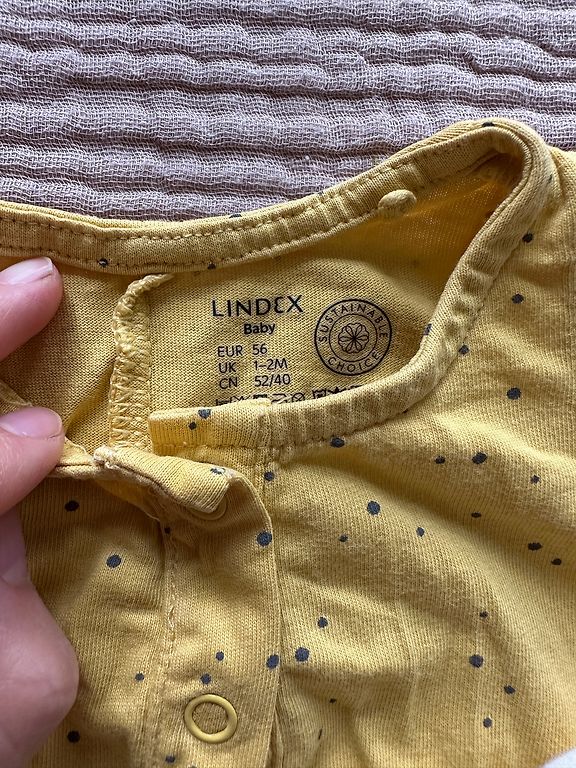 LINDEX
Baby
EUR 56
UK 1-2M
CN 52/40
SUSTAINABLE CHOICE